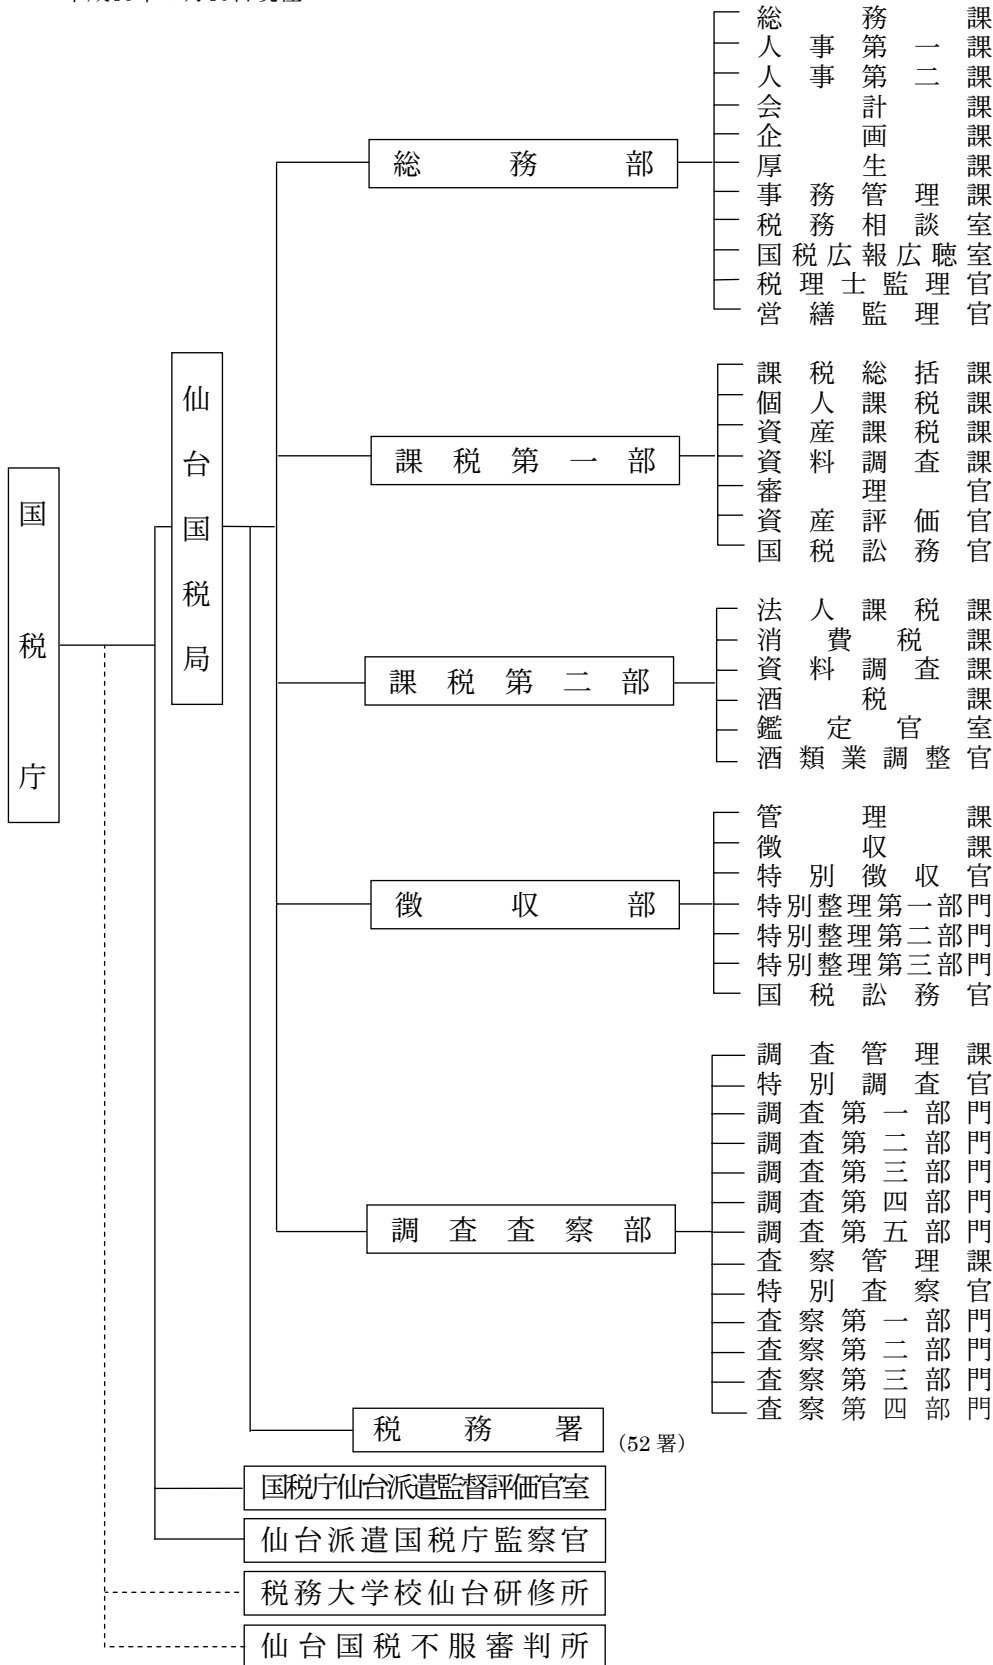 総務課
人事第一課
人事第二課
会計課
企画課
総務部
厚生課
事務管理課
税務相談室
国税広報広聴室
税理士監理官
営繕監理官
仙台国税局
課税総括課
個人課税課
資産課税課
課税第一部
資料調査課
審理官
資産評価官
国税訟務官
国税庁
法人課税課
消費税課
資料調査課
課税第二部
酒税課
鑑定官室
酒類業調整官
管理課
徴収課
特別徴収官
徴収部
特別整理第一部門
特別整理第二部門
特別整理第三部門
国税訟務官
調査管理課
特別調査官
調査第一部門
調査第二部門
調査第三部門
調査第四部門
調査査察部
調査第五部門
査察管理課
特別査察官
査察第一部門
査察第二部門
査察第三部門
査察第四部門
税務署 (52署)
国税庁仙台派遣監督評価官室
仙台派遣国税庁監察官
税務大学校仙台研修所
仙台国税不服審判所